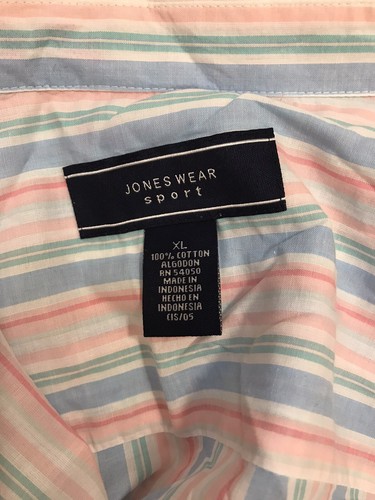 JONES WEAR
sport
XL
100% COTTON
ALGODON
RN 54050
MADE IN
INDONESIA
HECHO EN
INDONESIA
CIS/05